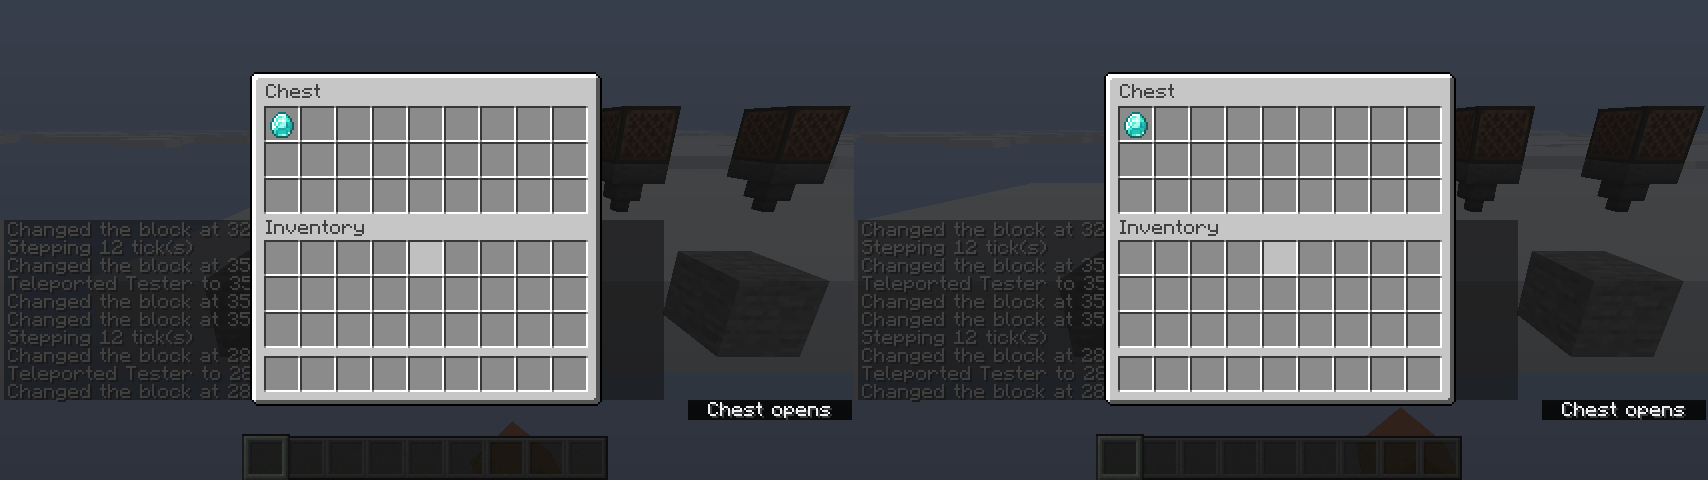 Chest
Inventory
Changed the block at 32
Stepping 12 tick(s)
Changed the block at 35
Teleported Tester to 35
Changed the block at 35
Changed the block at 35
Stepping 12 tick(s)
Changed the block at 28
Teleported Tester to 28
Changed the block at 28
Chest opens
Chest
Inventory
Changed the block at 32
Stepping 12 tick(s)
Changed the block at 35
Teleported Tester to 35
Changed the block at 35
Changed the block at 35
Stepping 12 tick(s)
Changed the block at 28
Teleported Tester to 28
Changed the block at 28
Chest opens